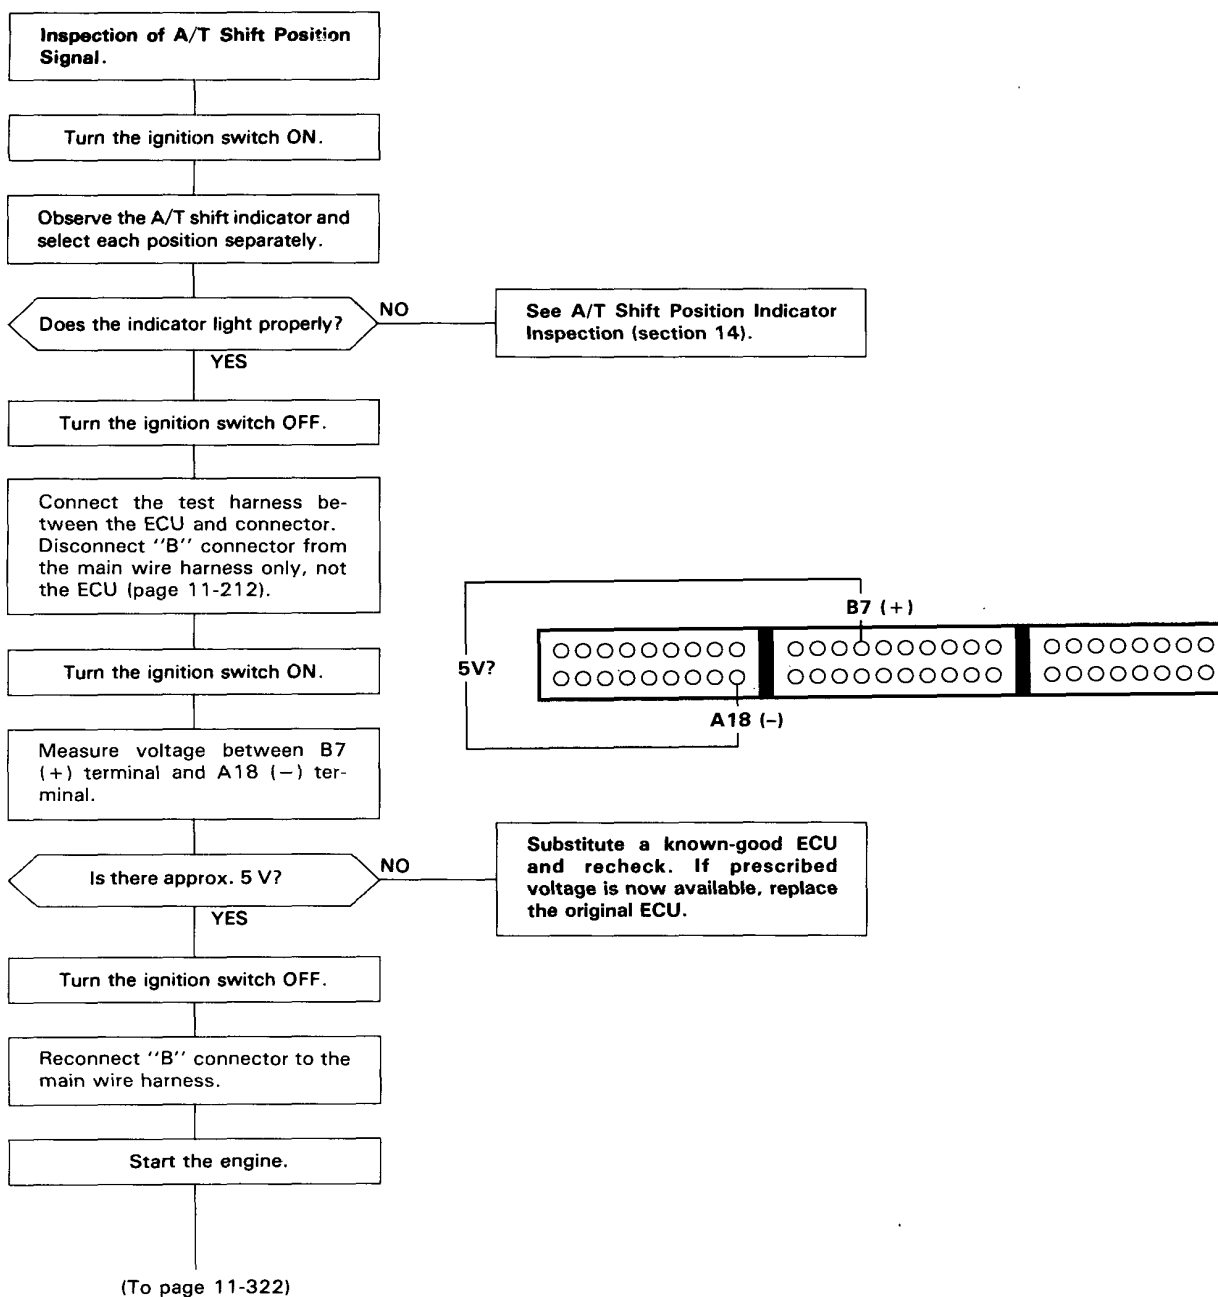 Inspection of A/T Shift Position
Signal.
Turn the ignition switch ON.
Observe the A/T shift indicator and
select each position separately.
Does the indicator light properly?
NO
See A/T Shift Position Indicator
Inspection (section 14).
YES
Turn the ignition switch OFF.
Connect the test harness be-
tween the ECU and connector.
Disconnect "B" connector from
the main wire harness only, not
the ECU (page 11-212).
Turn the ignition switch ON.
B7 (+)
5V?
A18 (–)
Measure voltage between B7
(+) terminal and A18 (−) ter-
minal.
Is there approx. 5 V?
NO
Substitute a known-good ECU
and recheck. If prescribed
voltage is now available, replace
the original ECU.
YES
Turn the ignition switch OFF.
Reconnect "B" connector to the
main wire harness.
Start the engine.
(To page 11-322)